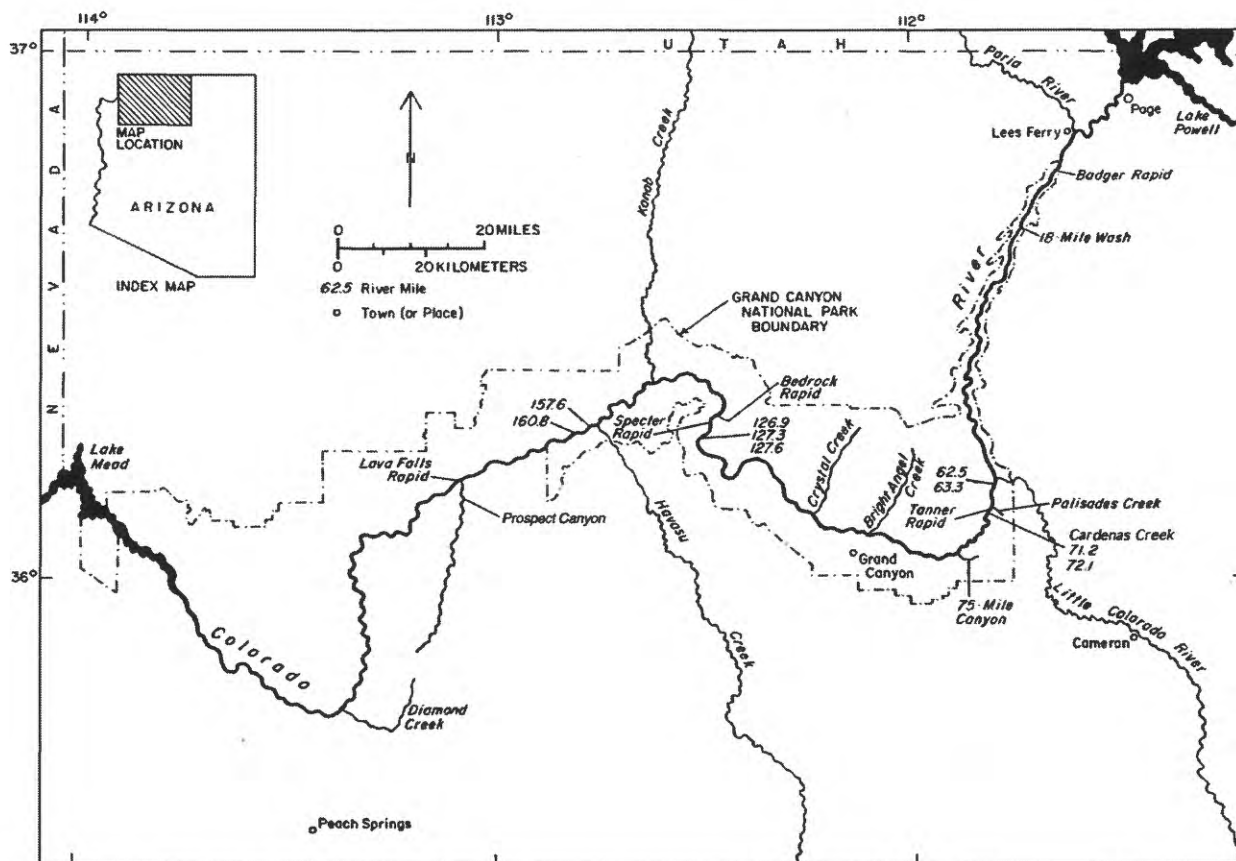 114°
113°
112°
37°
U T A H
Paria River
Page
Lake
Powell
Lees Ferry
Badger Rapid
18-Mile Wash
NEVADA
MAP
LOCATION
ARIZONA
INDEX MAP
N
0 20 MILES
0 20 KILOMETERS
62.5 River Mile
Town (or Place)
Kanab Creek
GRAND CANYON
NATIONAL PARK
BOUNDARY
Colorado River
Bedrock
Rapid
157.6
160.8
Specter
Rapid
126.9
127.3
127.6
Crystal Creek
Bright Angel
Creek
62.5
63.3
Tanner
Rapid
Palisades Creek
Cardenas Creek
71.2
72.1
Lake
Mead
Lava Falls
Rapid
Prospect Canyon
Havasu Creek
Grand
Canyon
75-Mile
Canyon
36°
Little Colorado River
Cameron
Diamond
Creek
Peach Springs